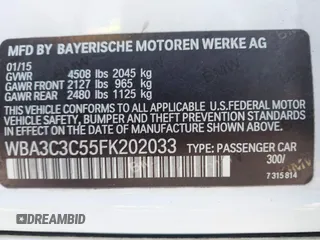 MFD BY BAYERISCHE MOTOREN WERKE AG
01/15
GVWR 4508 lbs 2045 kg
GAWR FRONT 2127 lbs 965 kg
GAWR REAR 2480 lbs 1125 kg
THIS VEHICLE CONFORMS TO ALL APPLICABLE U.S. FEDERAL MOTOR
VEHICLE SAFETY, BUMPER AND THEFT PREVENTION STANDARDS IN
EFFECT ON THE DATE OF MANUFACTURE SHOWN ABOVE.
WBA3C3C55FK202033 TYPE: PASSENGER CAR
300/
7 315 814
DEALERSHIP